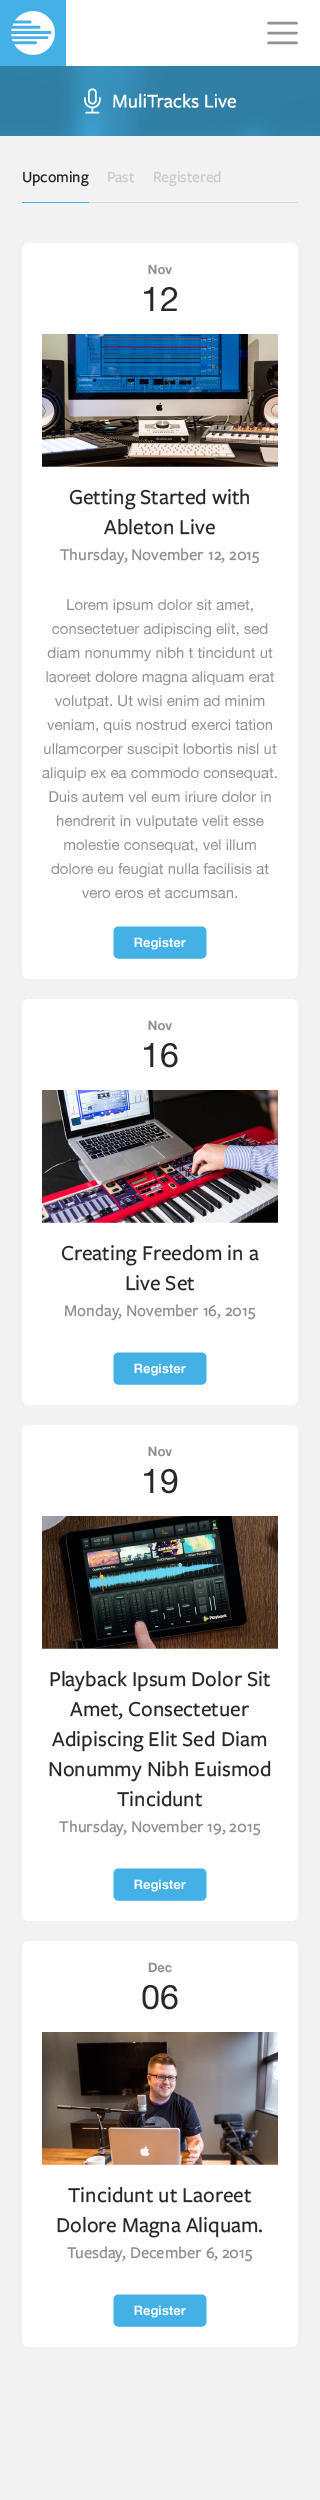 MuliTracks Live
Upcoming Past Registered
Nov
12
Getting Started with
Ableton Live
Thursday, November 12, 2015
Lorem ipsum dolor sit amet,
consectetuer adipiscing elit, sed
diam nonummy nibh t tincidunt ut
laoreet dolore magna aliquam erat
volutpat. Ut wisi enim ad minim
veniam, quis nostrud exerci tation
ullamcorper suscipit lobortis nisl ut
aliquip ex ea commodo consequat.
Duis autem vel eum iriure dolor in
hendrerit in vulputate velit esse
molestie consequat, vel illum
dolore eu feugiat nulla facilisis at
vero eros et accumsan.
Register
Nov
16
Creating Freedom in a
Live Set
Monday, November 16, 2015
Register
Nov
19
Playback
Playback Ipsum Dolor Sit
Amet, Consectetuer
Adipiscing Elit Sed Diam
Nonummy Nibh Euismod
Tincidunt
Thursday, November 19, 2015
Register
Dec
06
Tincidunt ut Laoreet
Dolore Magna Aliquam.
Tuesday, December 6, 2015
Register